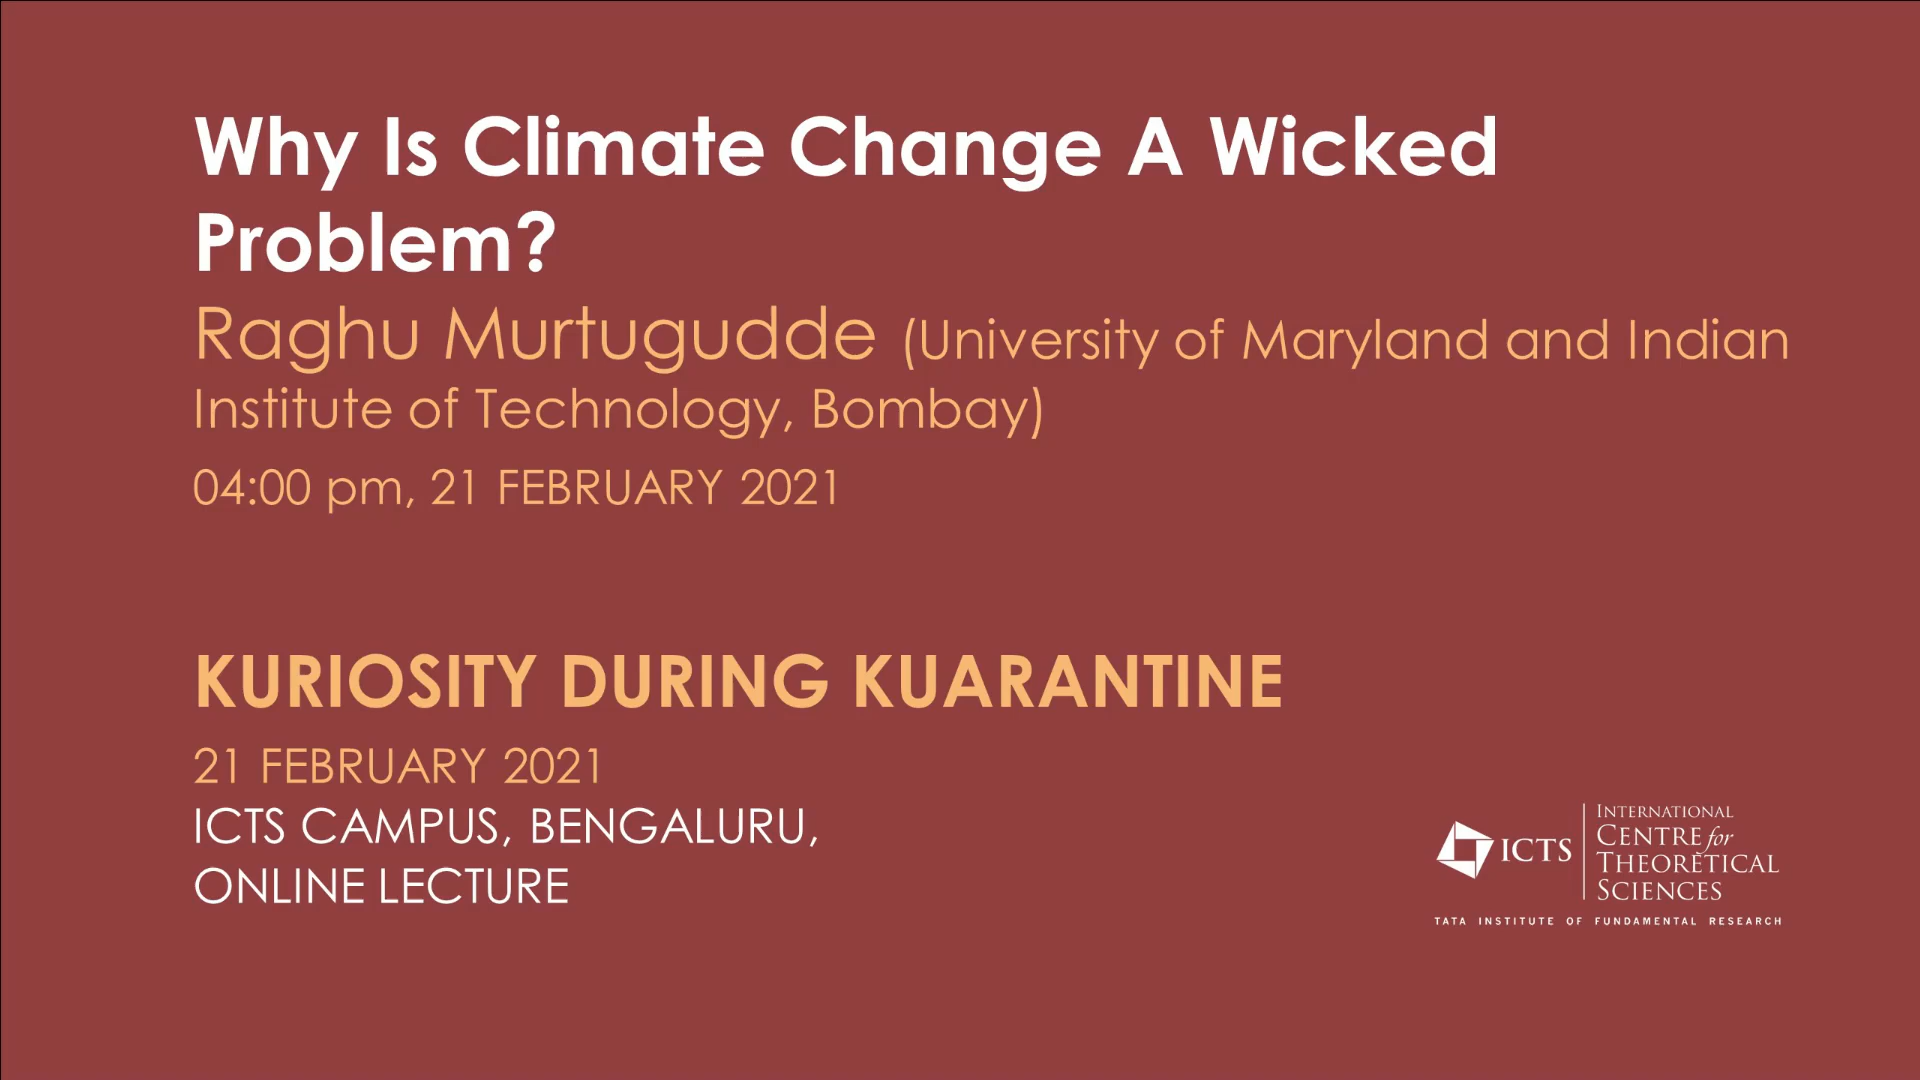 Why Is Climate Change A Wicked
Problem?
Raghu Murtugudde (University of Maryland and Indian
Institute of Technology, Bombay)
04:00 pm, 21 FEBRUARY 2021
KURIOSITY DURING KUARANTINE
21 FEBRUARY 2021
ICTS CAMPUS, BENGALURU,
ONLINE LECTURE
ICTS
INTERNATIONAL
CENTRE for
THEORETICAL
SCIENCES
TATA INSTITUTE OF FUNDAMENTAL RESEARCH